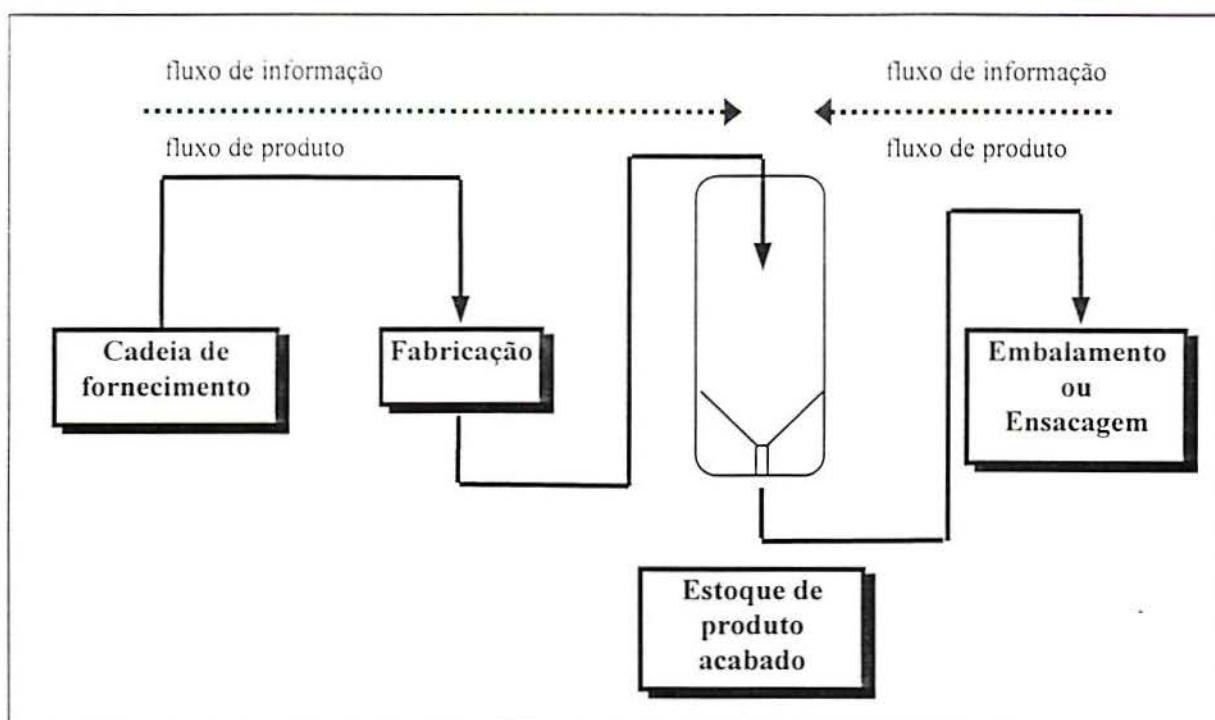 fluxo de informação
fluxo de informação
fluxo de produto
fluxo de produto
Cadeia de
fornecimento
Fabricação
Embalamento
ou
Ensacagem
Estoque de
produto
acabado